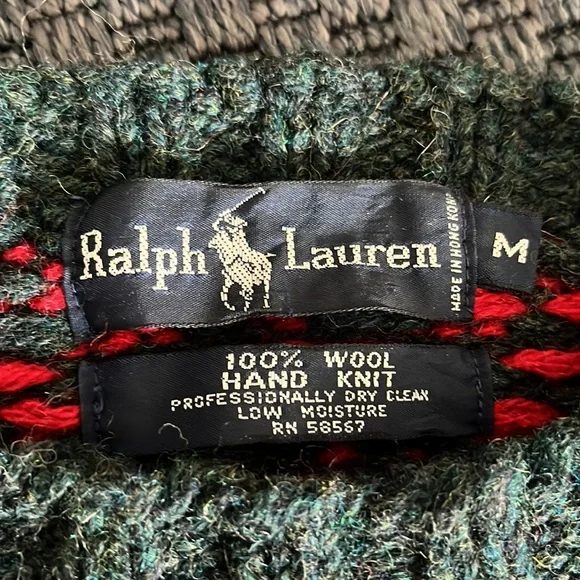 Ralph Lauren
MADE IN HONG KONG
M
100% WOOL
HAND KNIT
PROFESSIONALLY DRY CLEAN
LOW MOISTURE
RN 58567